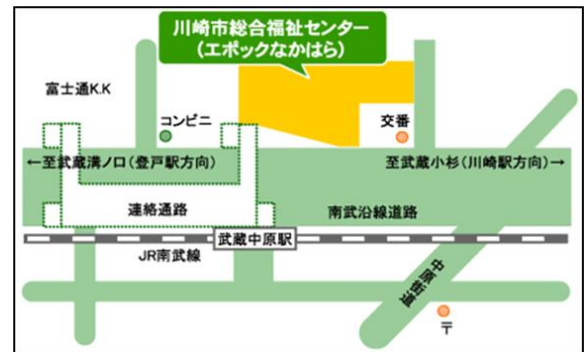 川崎市総合福祉センター
(エポックなかはら)
富士通K.K
コンビニ
交番
←至武蔵溝ノ口(登戸駅方向)
至武蔵小杉(川崎駅方向)→
連絡通路
南武沿線道路
武蔵中原駅
JR南武線
中原街道
〒